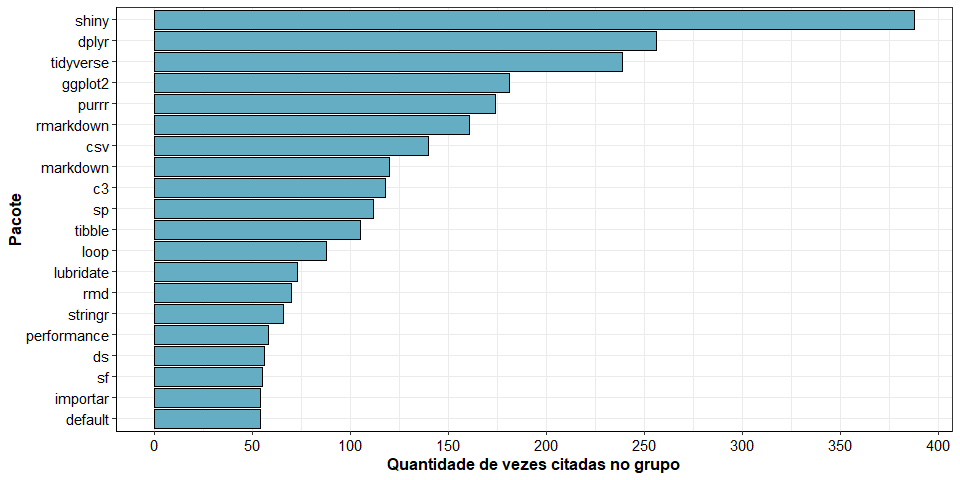 shiny
dplyr
tidyverse
ggplot2
purrr
rmarkdown
csv
markdown
c3
sp
tibble
loop
lubridate
rmd
stringr
performance
ds
sf
importar
default
Pacote
0 50 100 150 200 250 300 350 400
Quantidade de vezes citadas no grupo